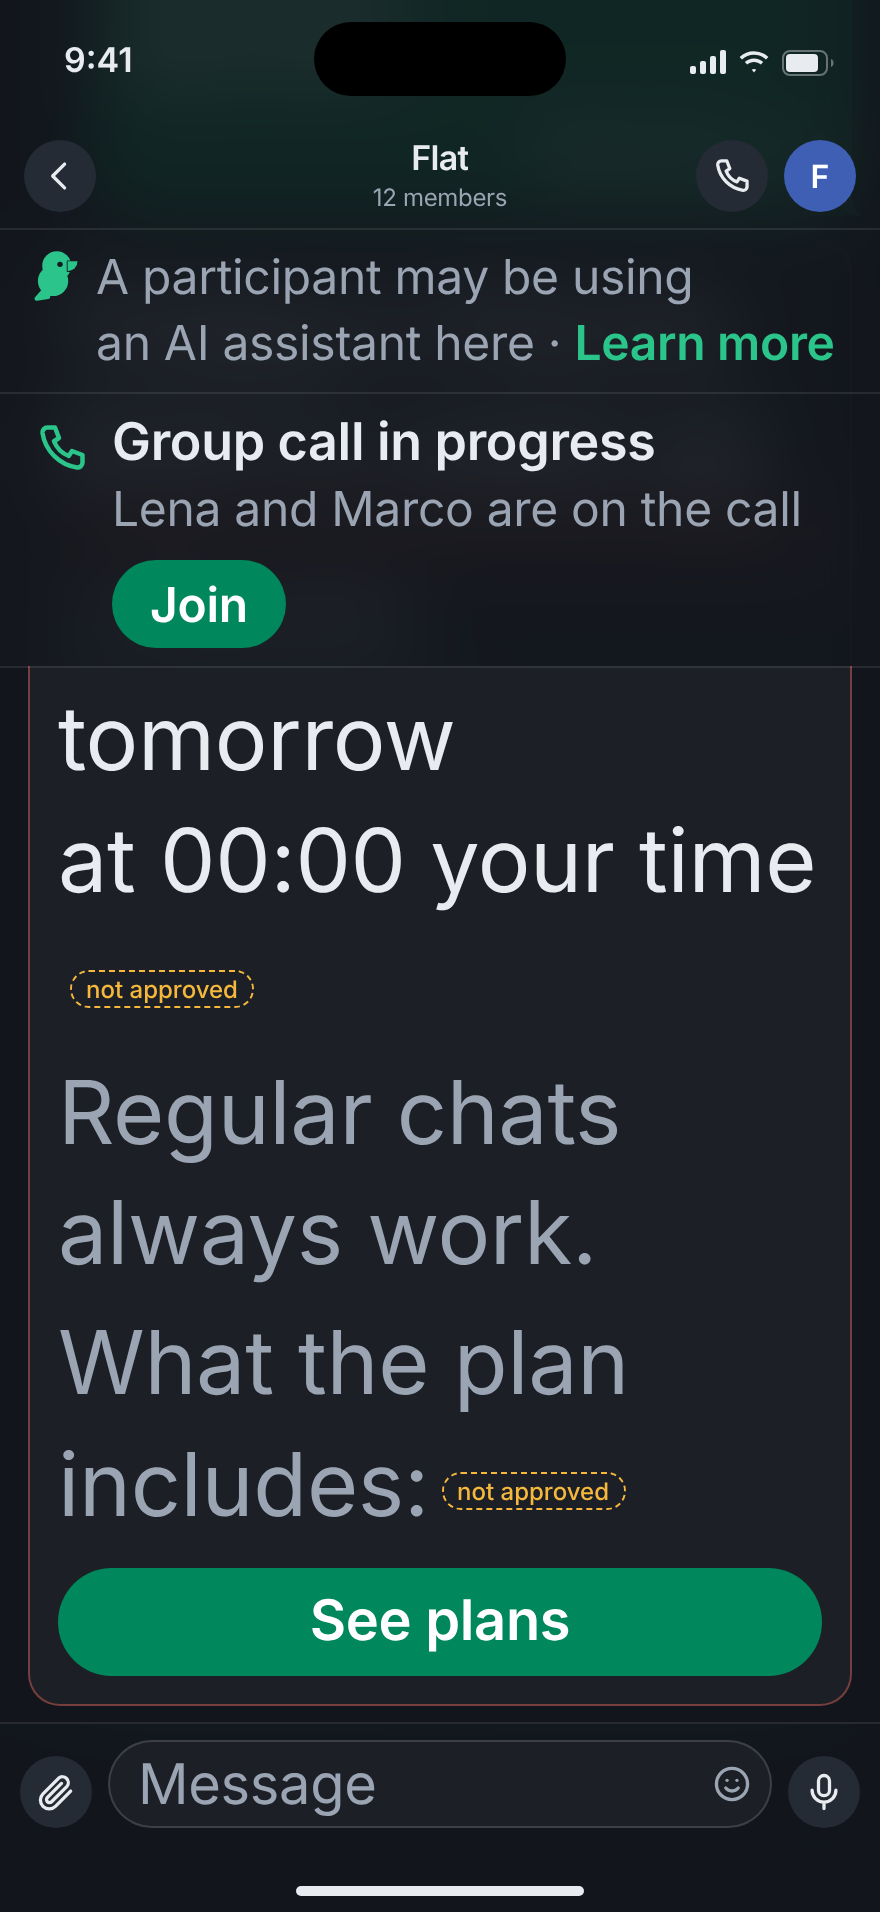 9:41
Flat
12 members
F
A participant may be using
an AI assistant here · Learn more
Group call in progress
Lena and Marco are on the call
Join
tomorrow
at 00:00 your time
not approved
Regular chats
always work.
What the plan
includes: not approved
See plans
Message